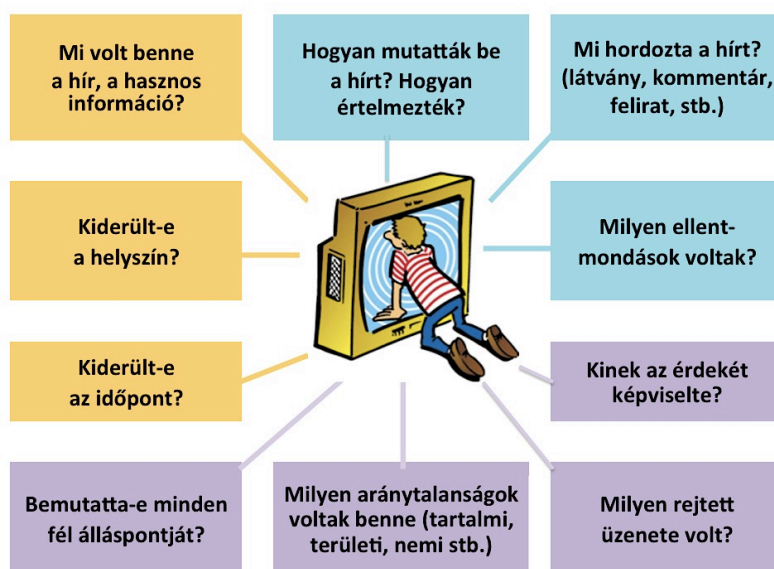 Mi volt benne
a hír, a hasznos
információ?
Hogyan mutatták be
a hírt? Hogyan
értelmezték?
Mi hordozta a hírt?
(látvány, kommentár,
felirat, stb.)
Kiderült-e
a helyszín?
Milyen ellent-
mondások voltak?
Kiderült-e
az időpont?
Kinek az érdekét
képviselte?
Bemutatta-e minden
fél álláspontját?
Milyen aránytalanságok
voltak benne (tartalmi,
területi, nemi stb.)
Milyen rejtett
üzenete volt?